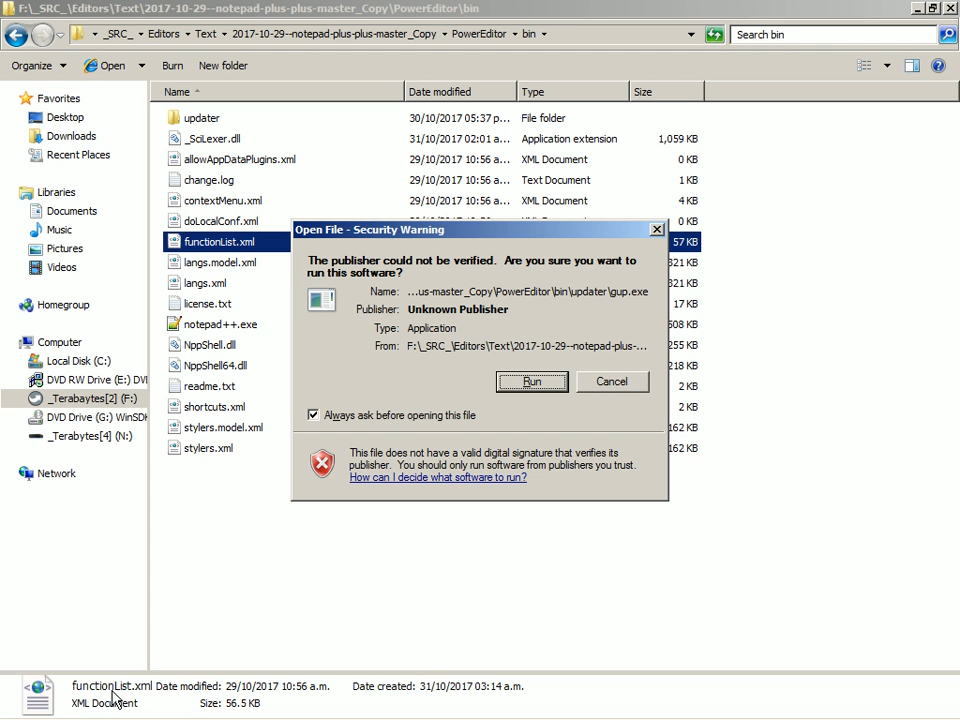 F:\_SRC_\Editors\Text\2017-10-29--notepad-plus-plus-master_Copy\PowerEditor\bin
_SRC_ Editors Text 2017-10-29--notepad-plus-plus-master_Copy PowerEditor bin
Search bin
Organize Open Burn New folder
Name Date modified Type Size
Favorites
Desktop
Downloads
Recent Places
Libraries
Documents
Music
Pictures
Videos
Homegroup
Computer
Local Disk (C:)
DVD RW Drive (E:) DVI
_Terabytes[2] (F:)
DVD Drive (G:) WinSDK
_Terabytes[4] (N:)
Network
updater 30/10/2017 05:37 p... File folder
_SciLexer.dll 31/10/2017 02:01 a... Application extension 1,059 KB
allowAppDataPlugins.xml 29/10/2017 10:56 a... XML Document 0 KB
change.log 29/10/2017 10:56 a... Text Document 1 KB
contextMenu.xml 29/10/2017 10:56 a... XML Document 4 KB
doLocalConf.xml 0 KB
functionList.xml 57 KB
langs.model.xml 321 KB
langs.xml 321 KB
license.txt 17 KB
notepad++.exe 508 KB
NppShell.dll 255 KB
NppShell64.dll
readme.txt 2 KB
shortcuts.xml 2 KB
stylers.model.xml 162 KB
stylers.xml 162 KB
Open File - Security Warning
The publisher could not be verified. Are you sure you want to
run this software?
Name: ...us-master_Copy\PowerEditor\bin\updater\gup.exe
Publisher: Unknown Publisher
Type: Application
From: F:\_SRC_\Editors\Text\2017-10-29--notepad-plus-...
Run Cancel
Always ask before opening this file
This file does not have a valid digital signature that verifies its
publisher. You should only run software from publishers you trust.
How can I decide what software to run?
functionList.xml Date modified: 29/10/2017 10:56 a.m. Date created: 31/10/2017 03:14 a.m.
XML Document Size: 56.5 KB